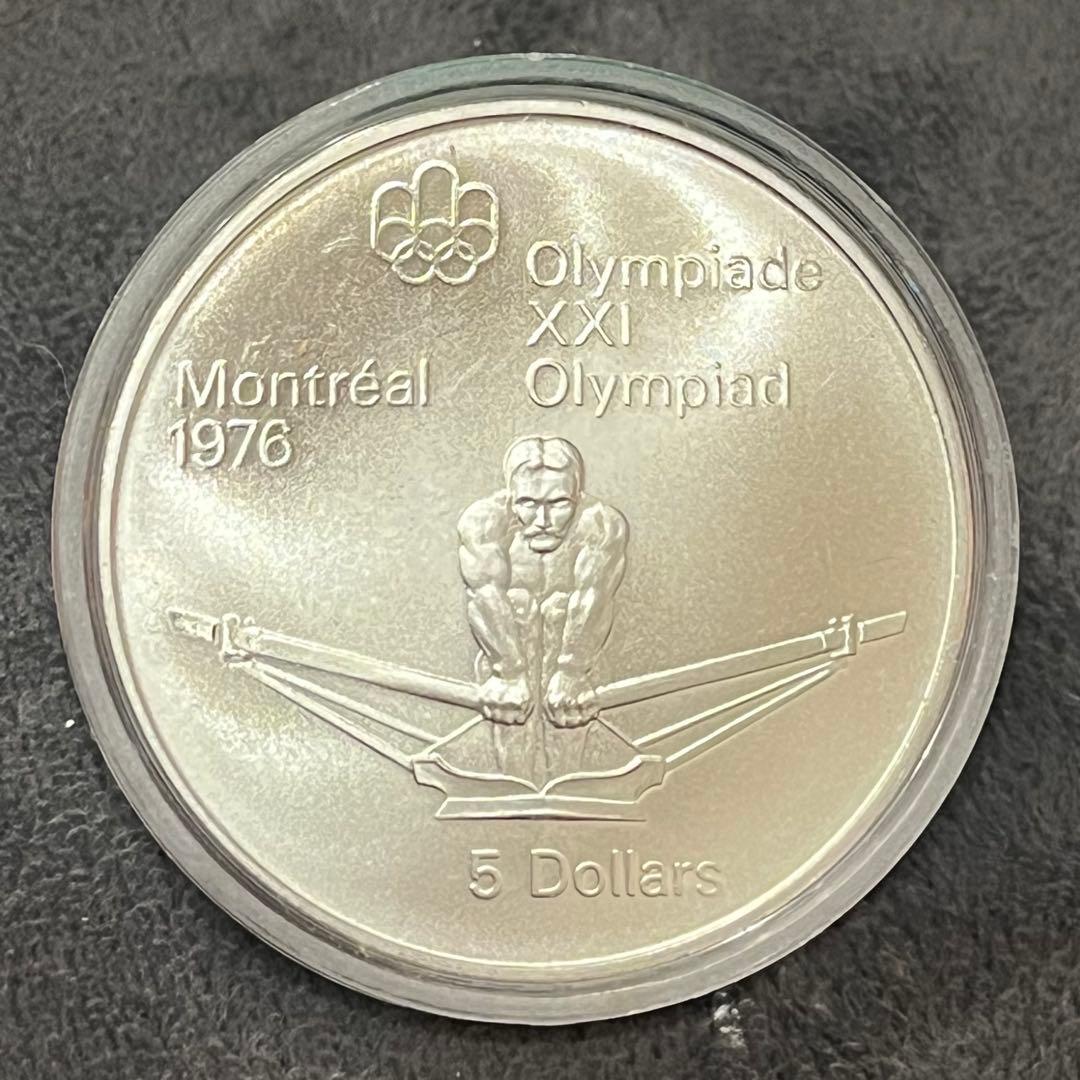 Olympiade
XXI
Olympiad
Montréal
1976
5 Dollars